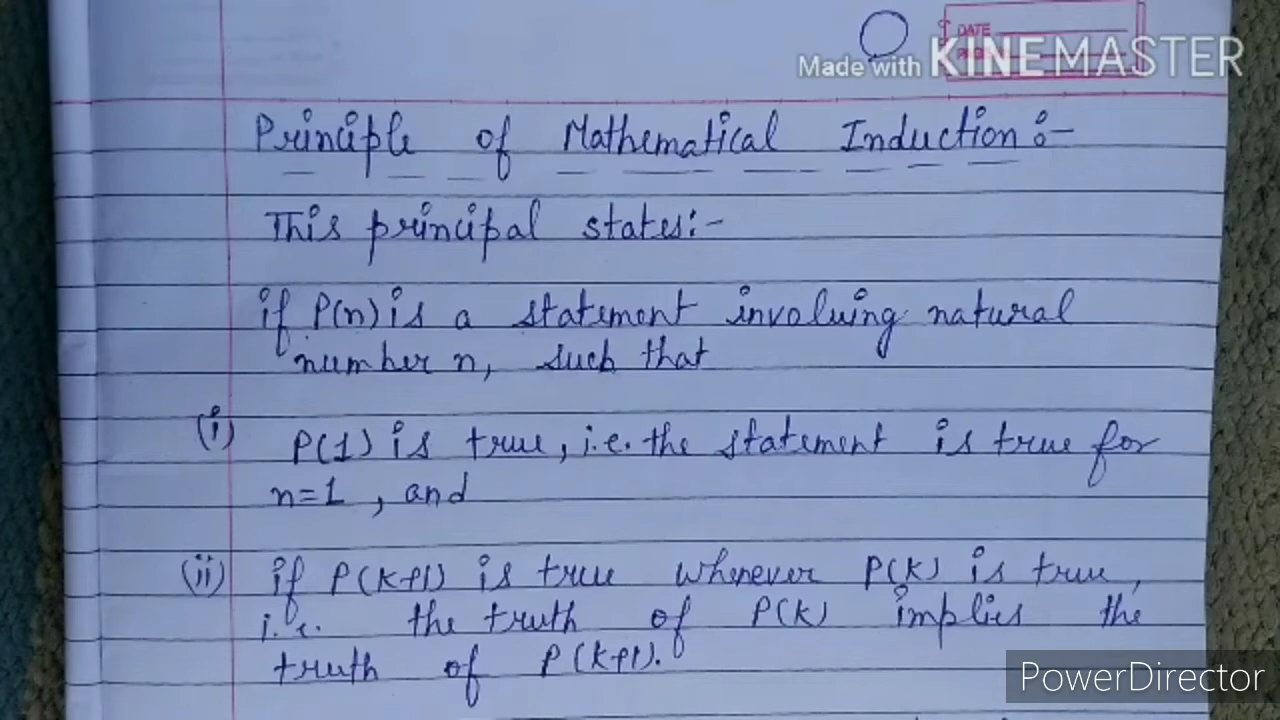 DATE
Made with KINEMASTER
Principle of Mathematical Induction :-
This principal states:-
if P(n) is a statement involving natural
number n, such that
(i) P(1) is true, i.e. the statement is true for
n=1, and
(ii) if P(k+1) is true whenever P(k) is true,
i.e. the truth of P(k) implies the
truth of P(k+1).
PowerDirector